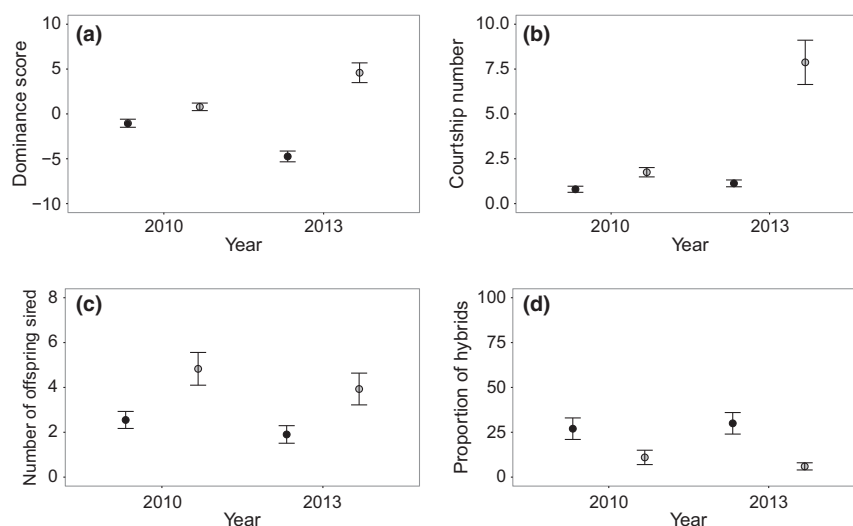 (a)
Dominance score
10
5
0
−5
−10
2010 2013
Year
(b)
Courtship number
10.0
7.5
5.0
2.5
0.0
2010 2013
Year
(c)
Number of offspring sired
8
6
4
2
0
2010 2013
Year
(d)
Proportion of hybrids
100
75
50
25
0
2010 2013
Year